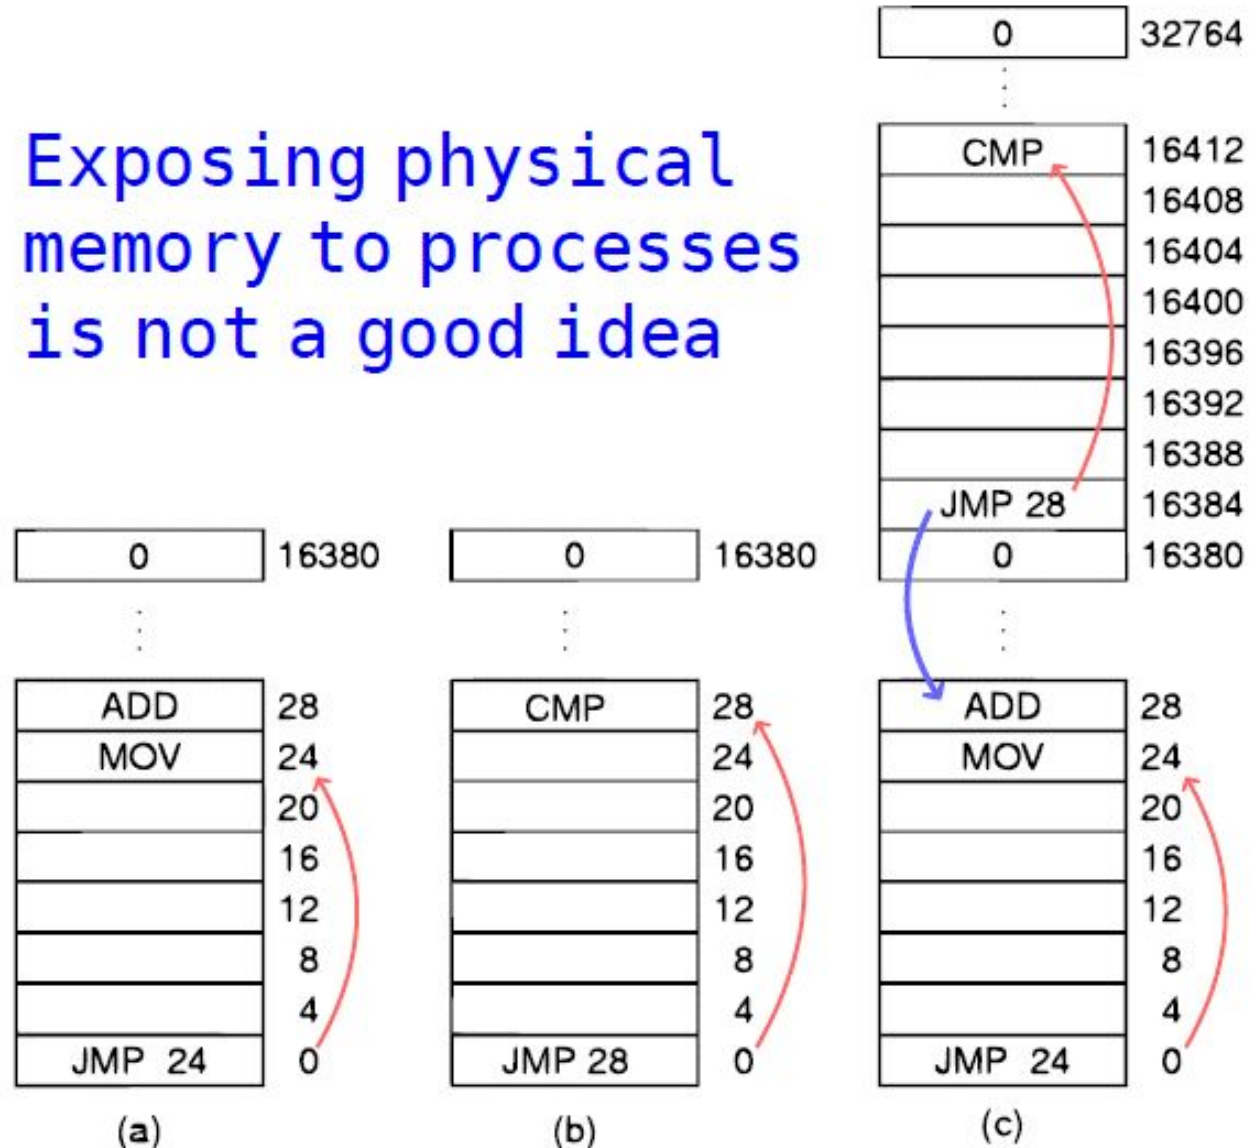 Exposing physical
memory to processes
is not a good idea
0 16380
ADD 28
MOV 24
20
16
12
8
4
JMP 24 0
(a)
0 16380
CMP 28
24
20
16
12
8
4
JMP 28 0
(b)
0 32764
CMP 16412
16408
16404
16400
16396
16392
16388
JMP 28 16384
0 16380
ADD 28
MOV 24
20
16
12
8
4
JMP 24 0
(c)